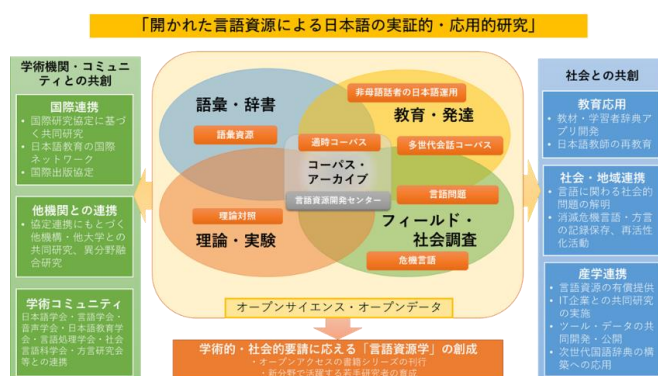 「開かれた言語資源による日本語の実証的・応用的研究」
学術機関・コミュニ
ティとの共創
国際連携
・国際研究協定に基づ
く共同研究
・日本語教育の国際
ネットワーク
・国際出版協定
他機関との連携
・協定連携にもとづく
他機構・他大学との
共同研究、異分野融
合研究
学術コミュニティ
日本語学会・言語学会・
音声学会・日本語教育学
会・言語処理学会・社会
言語科学会・方言研究会
等との連携
語彙・辞書
語彙資源
非母語話者の日本語運用
教育・発達
通時コーパス
多世代会話コーパス
コーパス・
アーカイブ
言語資源開発センター
言語問題
理論対照
理論・実験
フィールド・
社会調査
危機言語
オープンサイエンス・オープンデータ
学術的・社会的要請に応える「言語資源学」の創成
・オープンアクセスの書籍シリーズの刊行
・新分野で活躍する若手研究者の育成
社会との共創
教育応用
・教材・学習者辞典ア
プリ開発
・日本語教師の再教育
社会・地域連携
・言語に関わる社会的
問題の解明
・消滅危機言語・方言
の記録保存、再活性
化活動
産学連携
・言語資源の有償提供
・IT企業との共同研究
の実施
・ツール・データの共
同開発・公開
・次世代国語辞典の構
築への応用